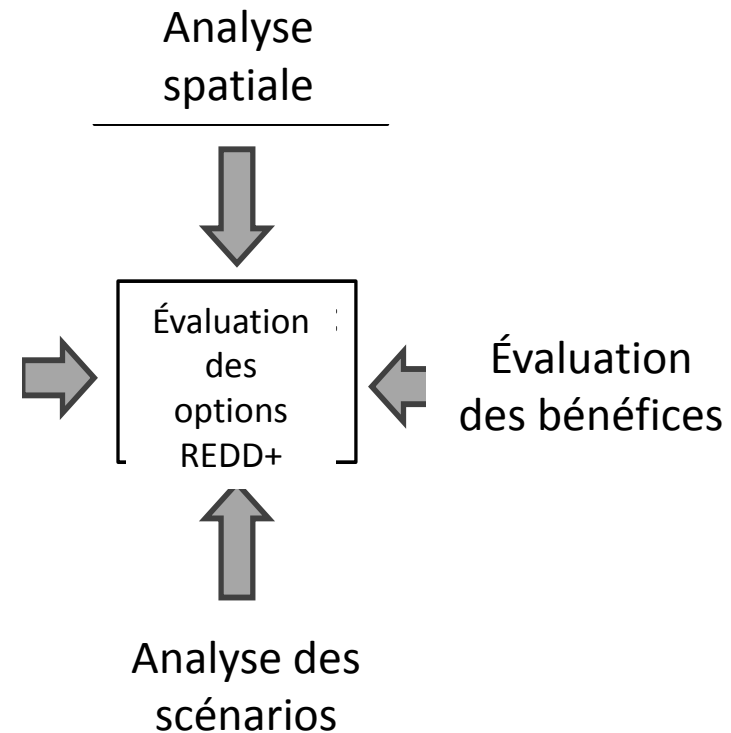 Analyse
spatiale
Évaluation
des
options
REDD+
Évaluation
des bénéfices
Analyse des
scénarios